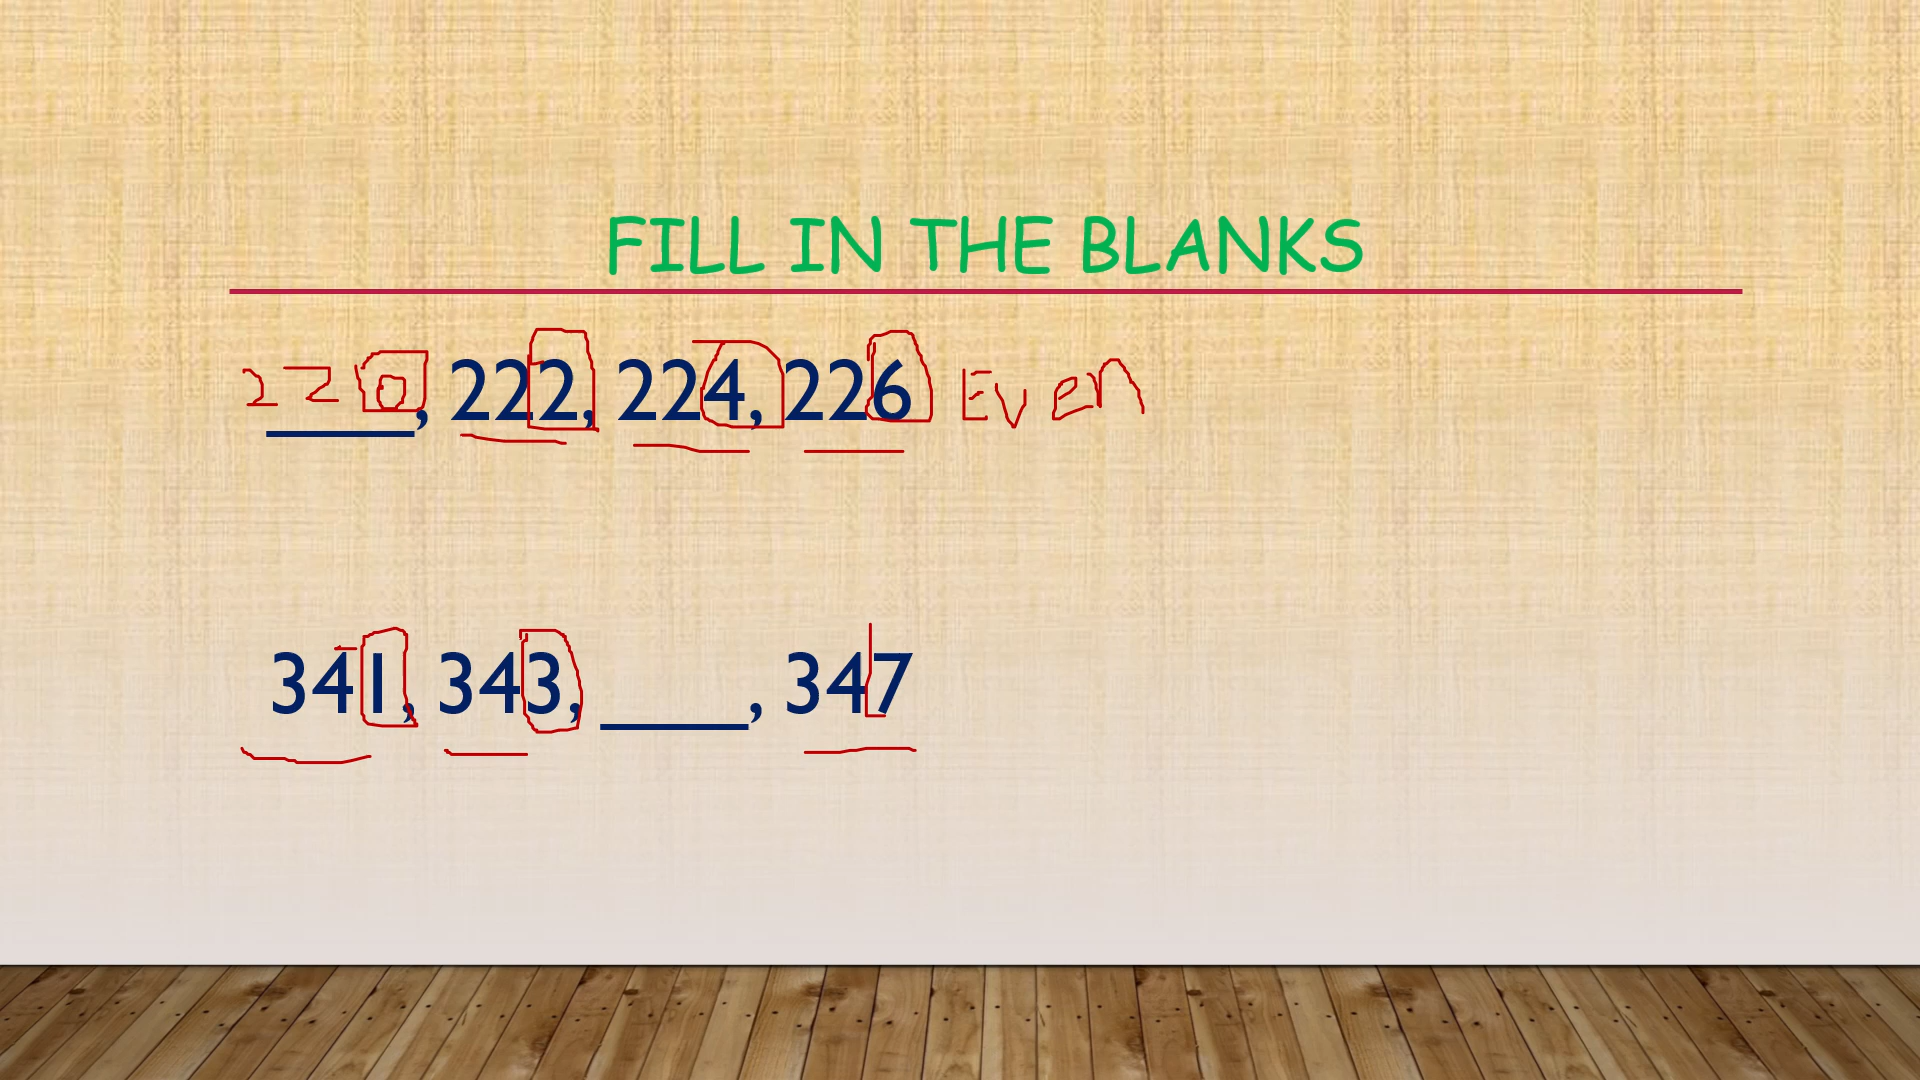 FILL IN THE BLANKS
220, 222, 224, 226 Even
341, 343, ____, 347